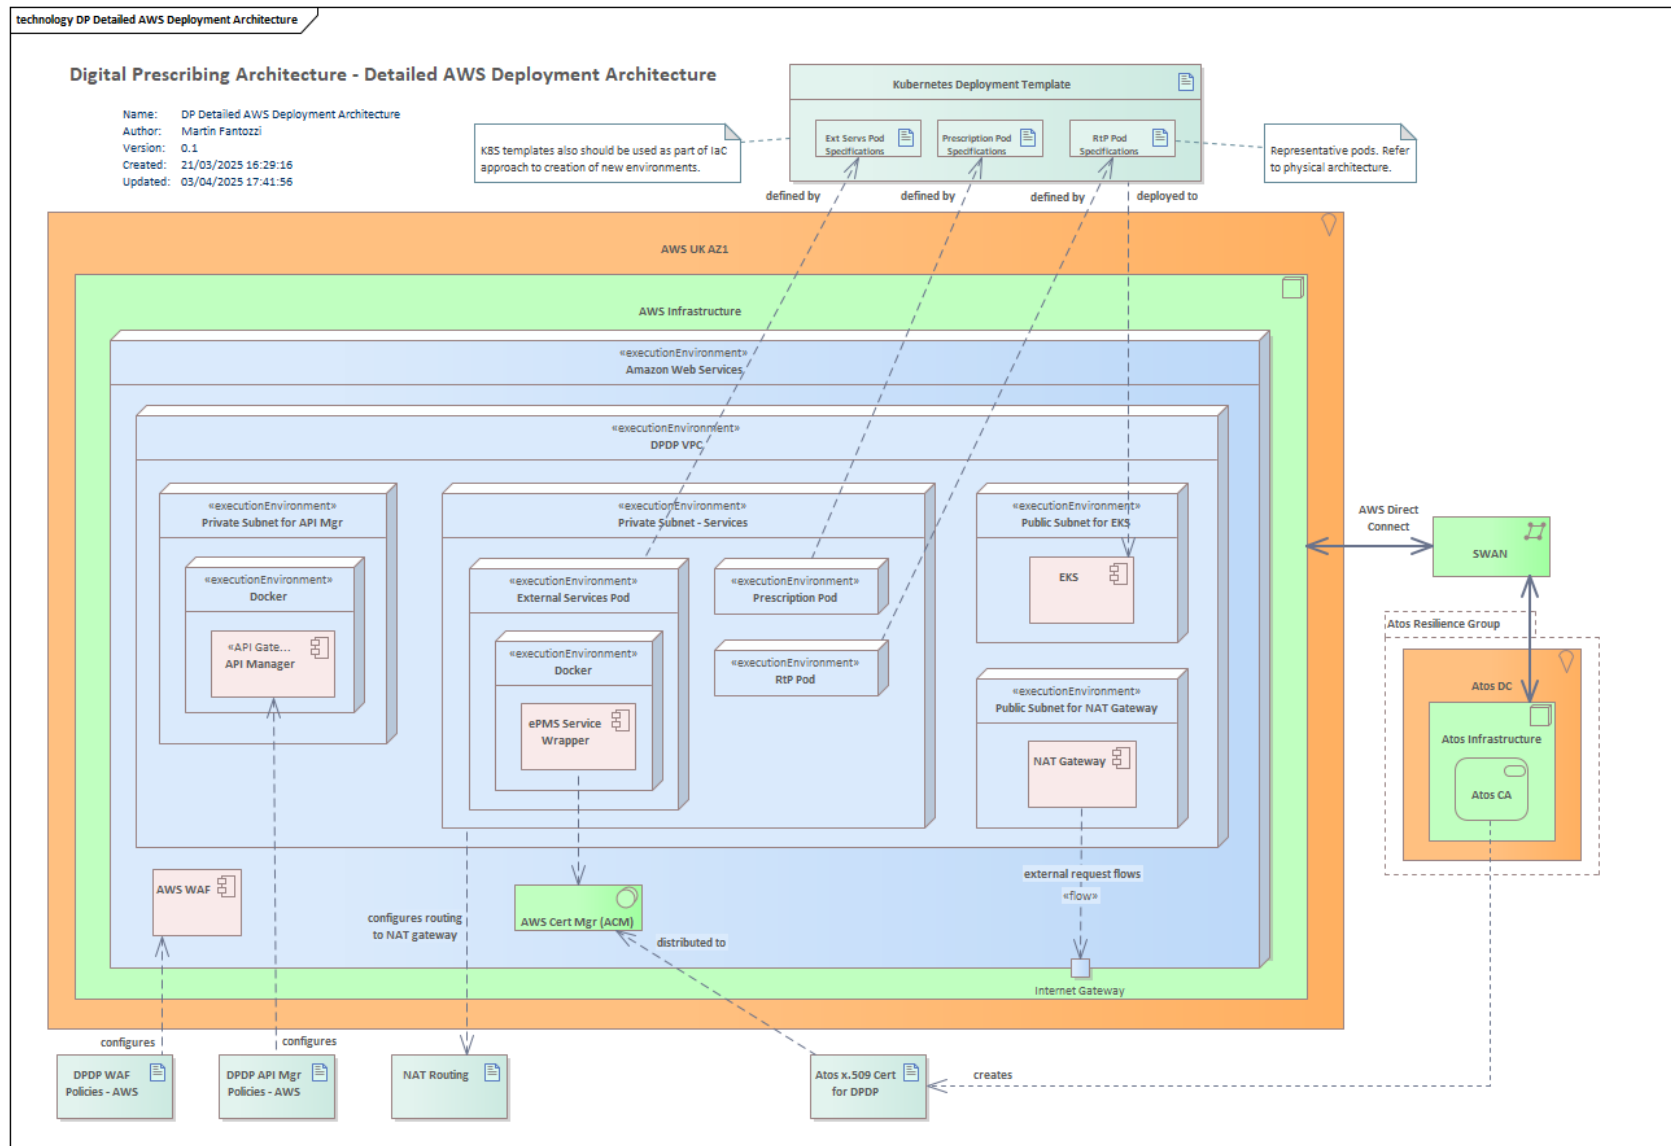 technology DP Detailed AWS Deployment Architecture
Digital Prescribing Architecture - Detailed AWS Deployment Architecture
Name: DP Detailed AWS Deployment Architecture
Author: Martin Fantozzi
Version: 0.1
Created: 21/03/2025 16:29:16
Updated: 03/04/2025 17:41:56
K8S templates also should be used as part of IaC
approach to creation of new environments.
Kubernetes Deployment Template
Ext Servs Pod
Specifications
Prescription Pod
Specifications
RtP Pod
Specifications
Representative pods. Refer
to physical architecture.
defined by
defined by
defined by
deployed to
AWS UK AZ1
AWS Infrastructure
«executionEnvironment»
Amazon Web Services
«executionEnvironment»
DPDP VPC
«executionEnvironment»
Private Subnet for API Mgr
«executionEnvironment»
Docker
«API Gate...
API Manager
«executionEnvironment»
Private Subnet - Services
«executionEnvironment»
External Services Pod
«executionEnvironment»
Docker
ePMS Service
Wrapper
«executionEnvironment»
Prescription Pod
«executionEnvironment»
RtP Pod
«executionEnvironment»
Public Subnet for EKS
EKS
«executionEnvironment»
Public Subnet for NAT Gateway
NAT Gateway
AWS Direct
Connect
SWAN
Atos Resilience Group
Atos DC
Atos Infrastructure
Atos CA
external request flows
«flow»
AWS WAF
configures routing
to NAT gateway
AWS Cert Mgr (ACM)
distributed to
Internet Gateway
configures
configures
DPDP WAF
Policies - AWS
DPDP API Mgr
Policies - AWS
NAT Routing
Atos x.509 Cert
for DPDP
creates